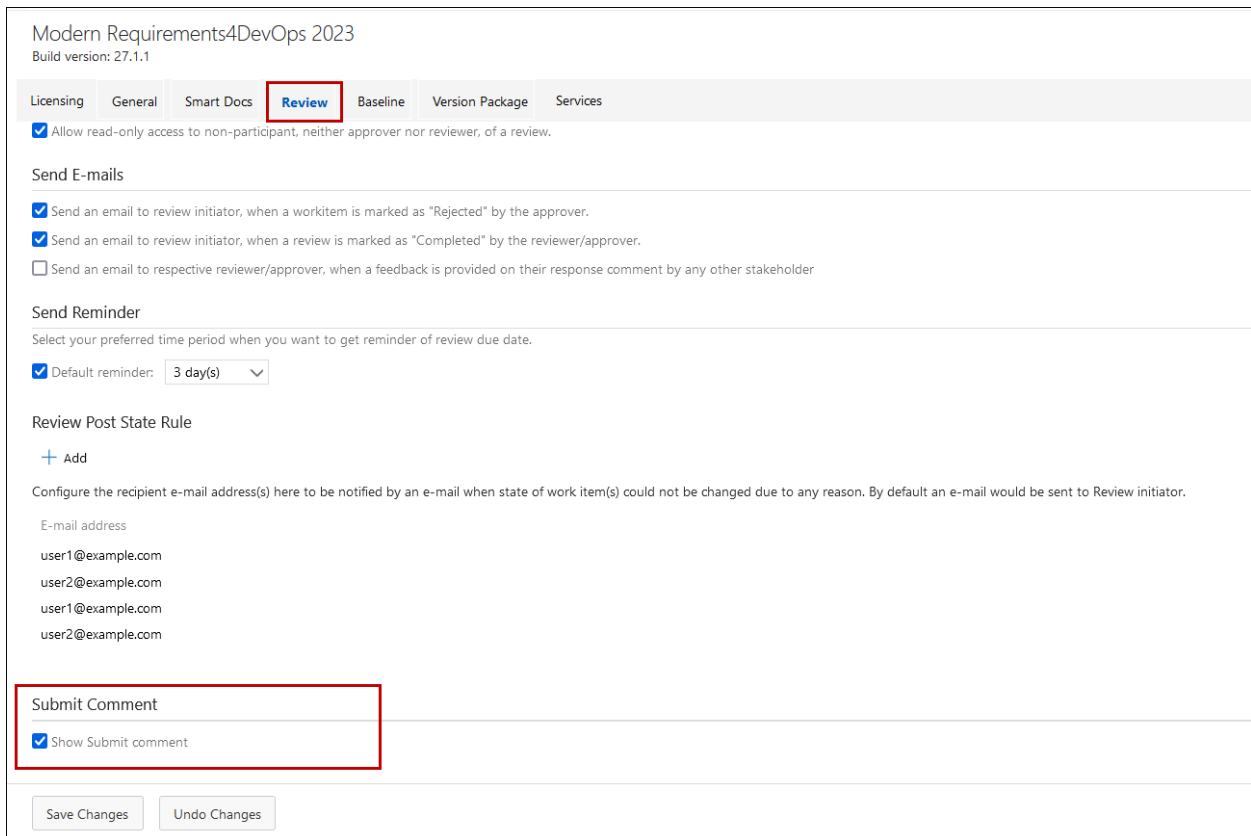 Modern Requirements4DevOps 2023
Build version: 27.1.1
Licensing General Smart Docs Review Baseline Version Package Services
Allow read-only access to non-participant, neither approver nor reviewer, of a review.
Send E-mails
Send an email to review initiator, when a workitem is marked as "Rejected" by the approver.
Send an email to review initiator, when a review is marked as "Completed" by the reviewer/approver.
Send an email to respective reviewer/approver, when a feedback is provided on their response comment by any other stakeholder
Send Reminder
Select your preferred time period when you want to get reminder of review due date.
Default reminder: 3 day(s)
Review Post State Rule
Add
Configure the recipient e-mail address(s) here to be notified by an e-mail when state of work item(s) could not be changed due to any reason. By default an e-mail would be sent to Review initiator.
E-mail address
user1@example.com
user2@example.com
user1@example.com
user2@example.com
Submit Comment
Show Submit comment
Save Changes Undo Changes